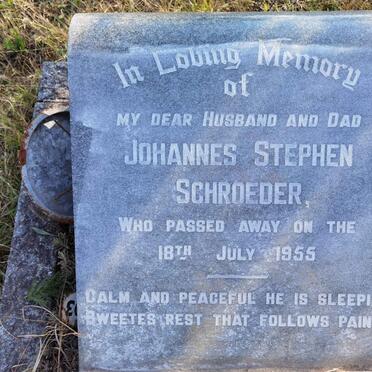 In Loving Memory
of
MY DEAR HUSBAND AND DAD
JOHANNES STEPHEN
SCHROEDER,
WHO PASSED AWAY ON THE
18TH JULY 1955
CALM AND PEACEFUL HE IS SLEEPI
SWEETES REST THAT FOLLOWS PAIN